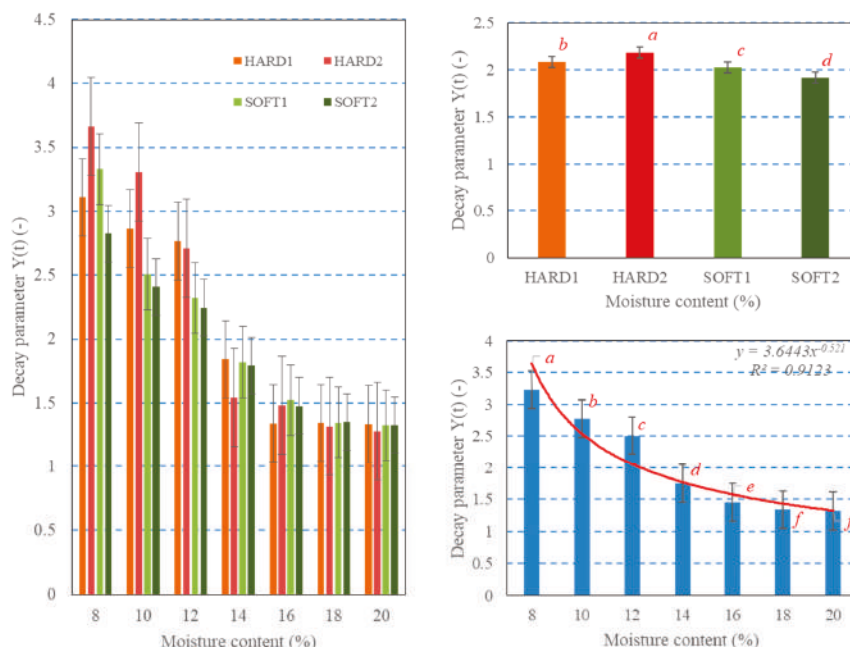 4.5
4
3.5
3
2.5
2
1.5
1
0.5
0
HARD1 HARD2
SOFT1 SOFT2
Decay parameter Y(t) (-)
8 10 12 14 16 18 20
Moisture content (%)
2.5
2
1.5
1
0.5
0
b a c d
Decay parameter Y(t) (-)
HARD1 HARD2 SOFT1 SOFT2
Moisture content (%)
4
3.5
3
2.5
2
1.5
1
0.5
0
y = 3.6443x^-0.521
R² = 0.9123
a b c d e f
Decay parameter Y(t) (-)
8 10 12 14 16 18 20
Moisture content (%)